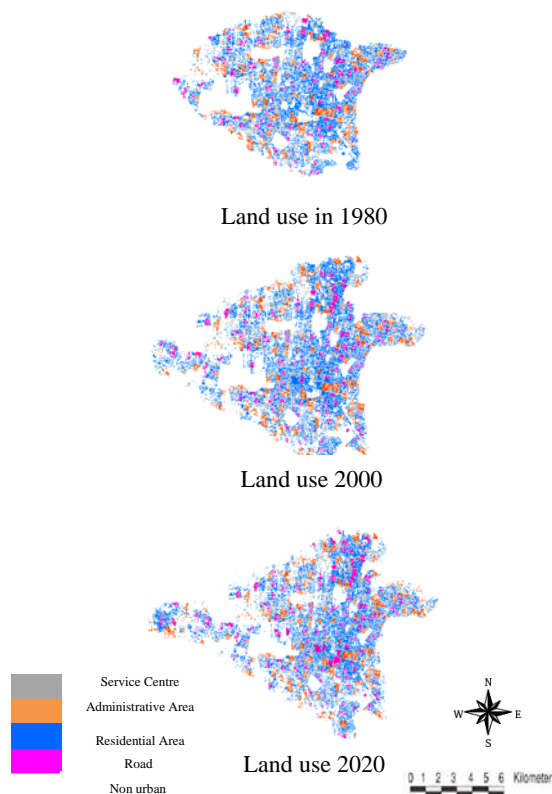 Land use in 1980
Land use 2000
Service Centre
Administrative Area
Residential Area
Road
Non urban
N
W E
S
Land use 2020
0 1 2 3 4 5 6 Kilometer